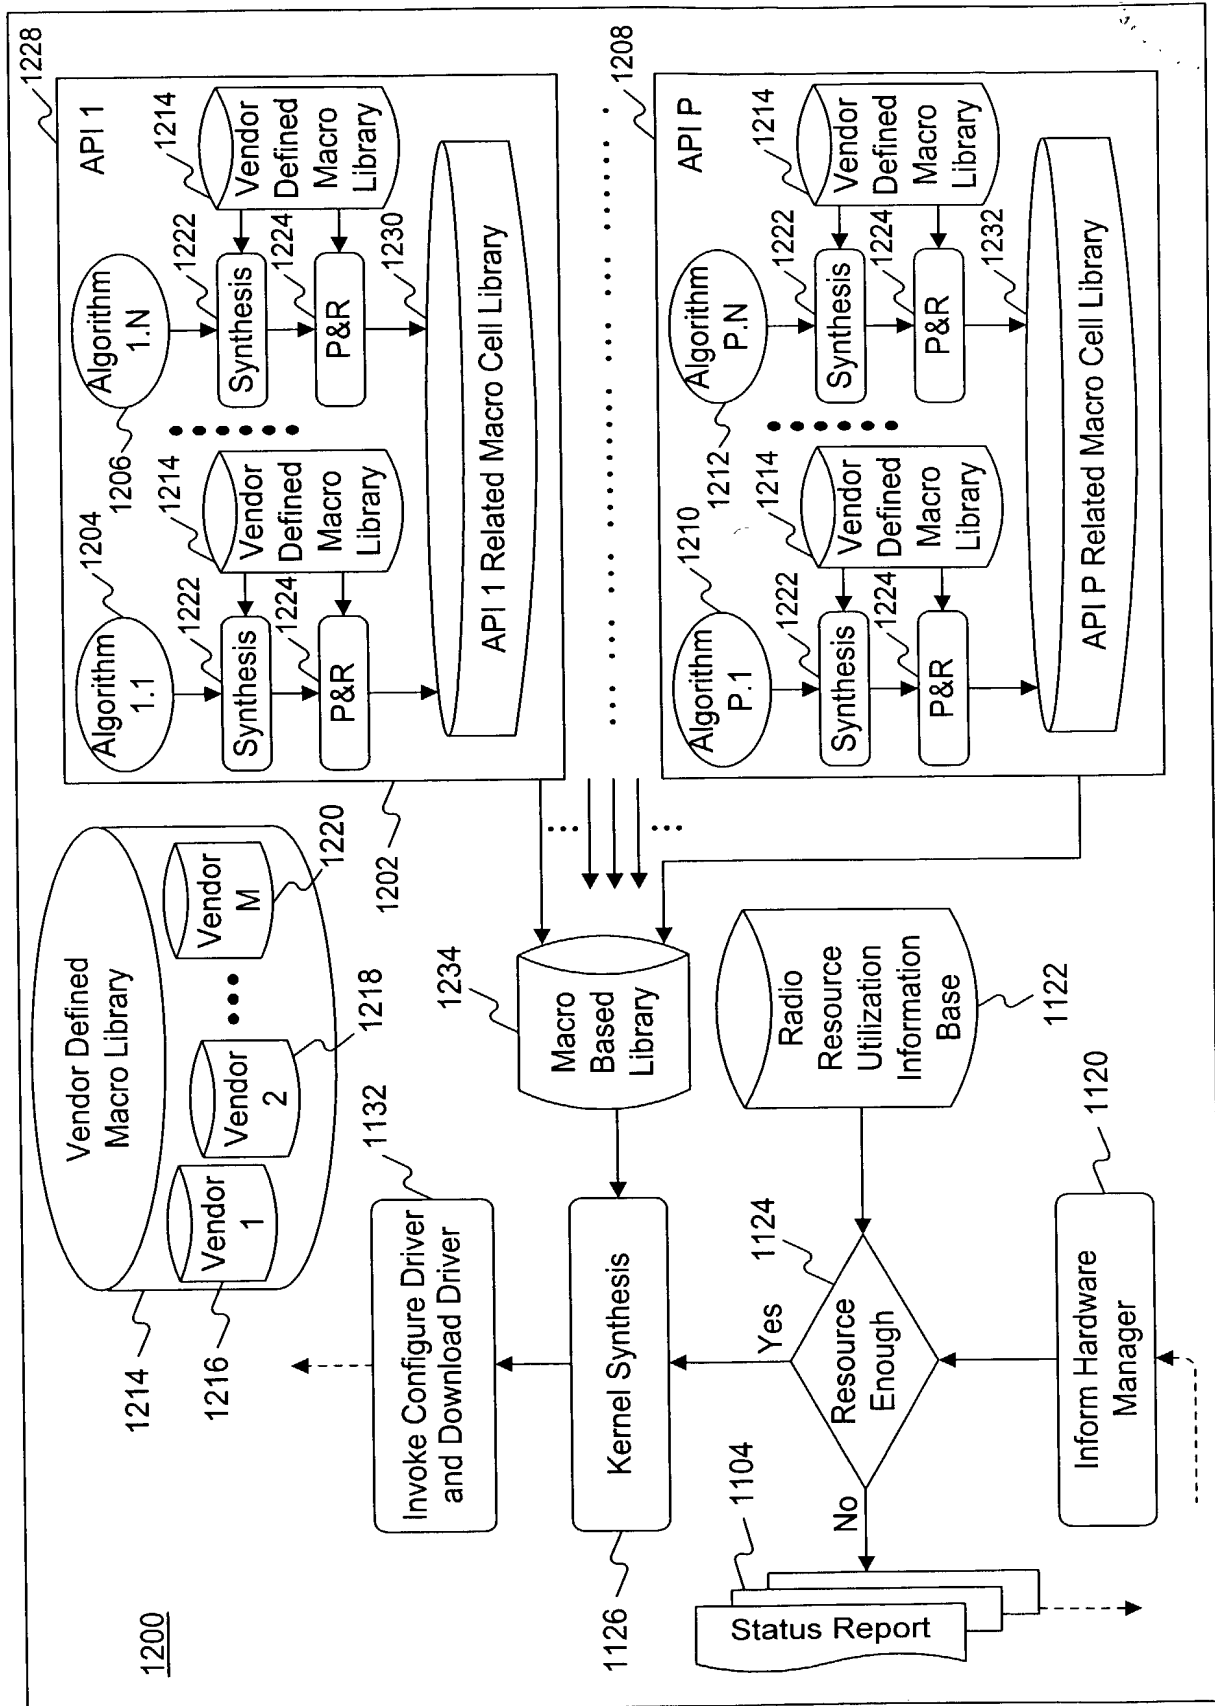 1200
1214
1216
Vendor Defined
Macro Library
Vendor
1
Vendor
2
Vendor
M
1218
1220
1132
Invoke Configure Driver
and Download Driver
1126
Kernel Synthesis
1234
Macro
Based
Library
1202
1104
Status Report
No
Yes
1124
Resource
Enough
Radio
Resource
Utilization
Information
Base
1122
Inform Hardware
Manager
1120
1228
API 1
1204
Algorithm
1.1
1222
Synthesis
1224
P&R
1214
Vendor
Defined
Macro
Library
1206
Algorithm
1.N
1222
Synthesis
1224
P&R
1214
Vendor
Defined
Macro
Library
1230
API 1 Related Macro Cell Library
1208
API P
1210
Algorithm
P.1
1222
Synthesis
1224
P&R
1214
Vendor
Defined
Macro
Library
1212
Algorithm
P.N
1222
Synthesis
1224
P&R
1214
Vendor
Defined
Macro
Library
1232
API P Related Macro Cell Library